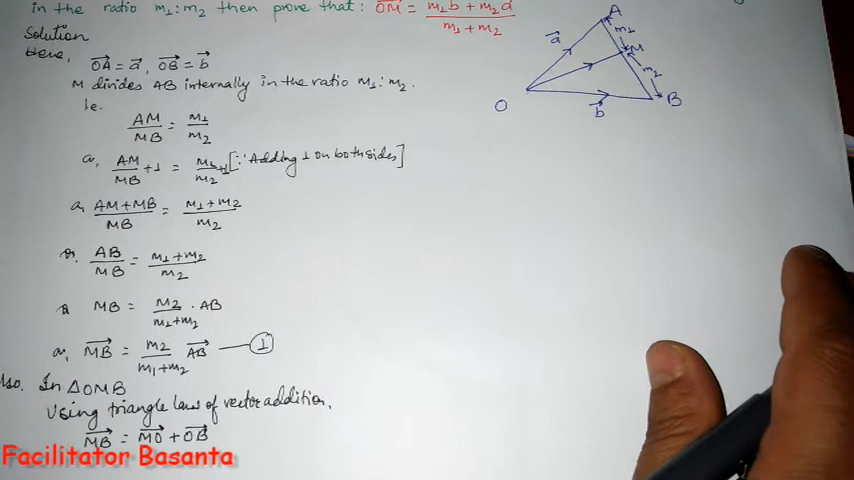 in the ratio m₁:m₂ then prove that: OM⃗ = (m₁b⃗ + m₂a⃗)/(m₁+m₂)
Solution
Here,
OA⃗ = a⃗, OB⃗ = b⃗
M divides AB internally in the ratio m₁:m₂.
i.e.
AM/MB = m₁/m₂
or, AM/MB + 1 = m₁/m₂ + 1 [∵ Adding 1 on both sides]
or, (AM+MB)/MB = (m₁+m₂)/m₂
or, AB/MB = (m₁+m₂)/m₂
or MB = m₂/(m₁+m₂) · AB
or, MB⃗ = m₂/(m₁+m₂) AB⃗ — ①
Also. In ΔOMB
Using triangle law of vector addition,
MB⃗ = MO⃗ + OB⃗
A
a⃗
m₁
M
m₂
O
B
b⃗
Facilitator Basanta